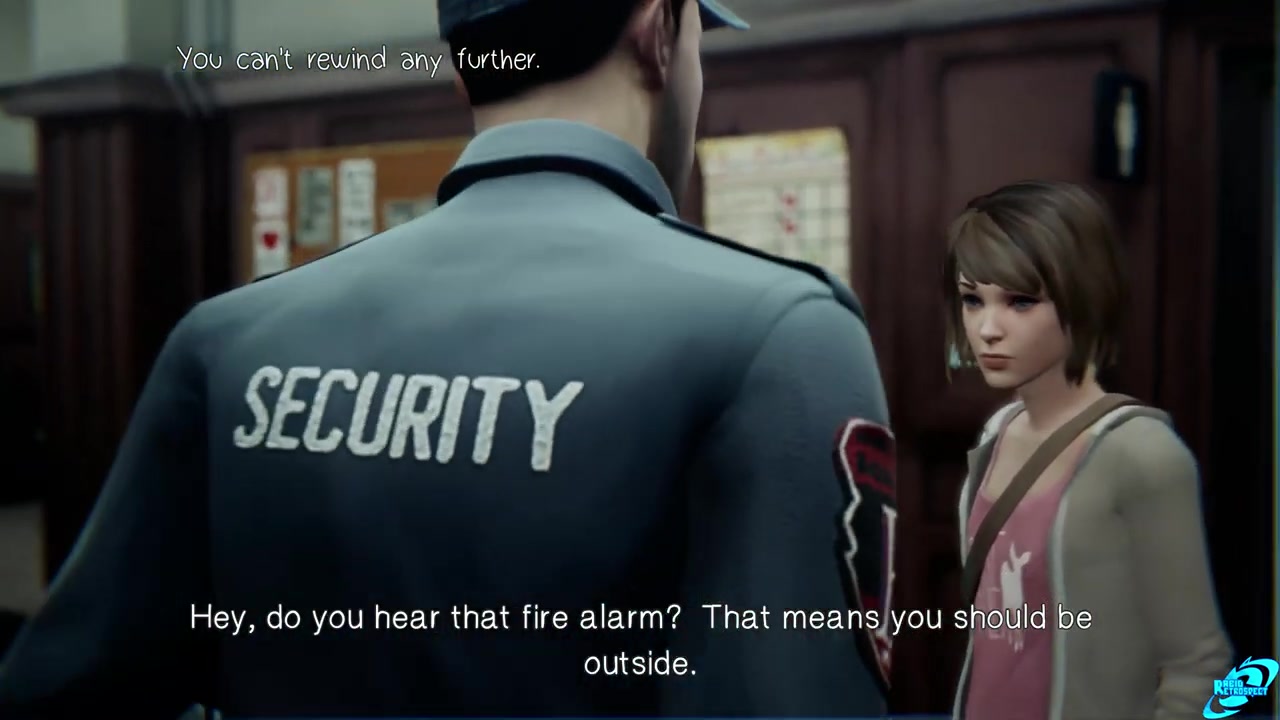 You can't rewind any further.
SECURITY
Hey, do you hear that fire alarm? That means you should be
outside.
RETROSPECT